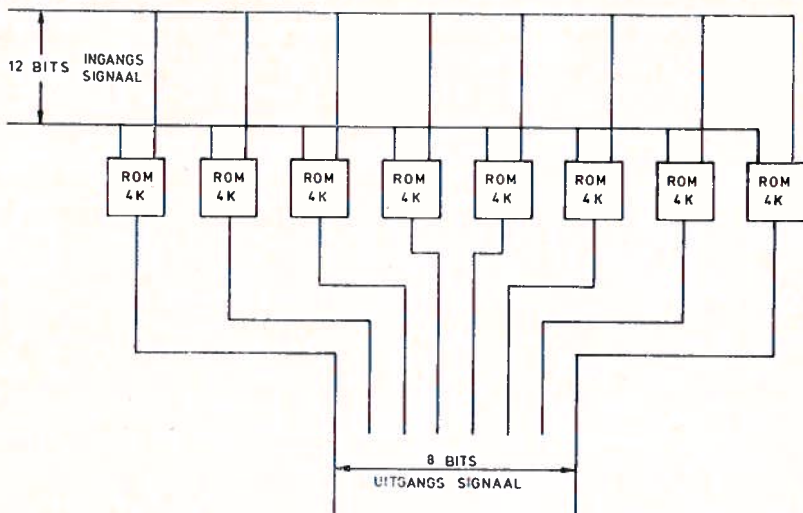 INGANGS
12 BITS SIGNAAL
ROM ROM ROM ROM ROM ROM ROM ROM
4K 4K 4K 4K 4K 4K 4K 4K
8 BITS
UITGANGS SIGNAAL